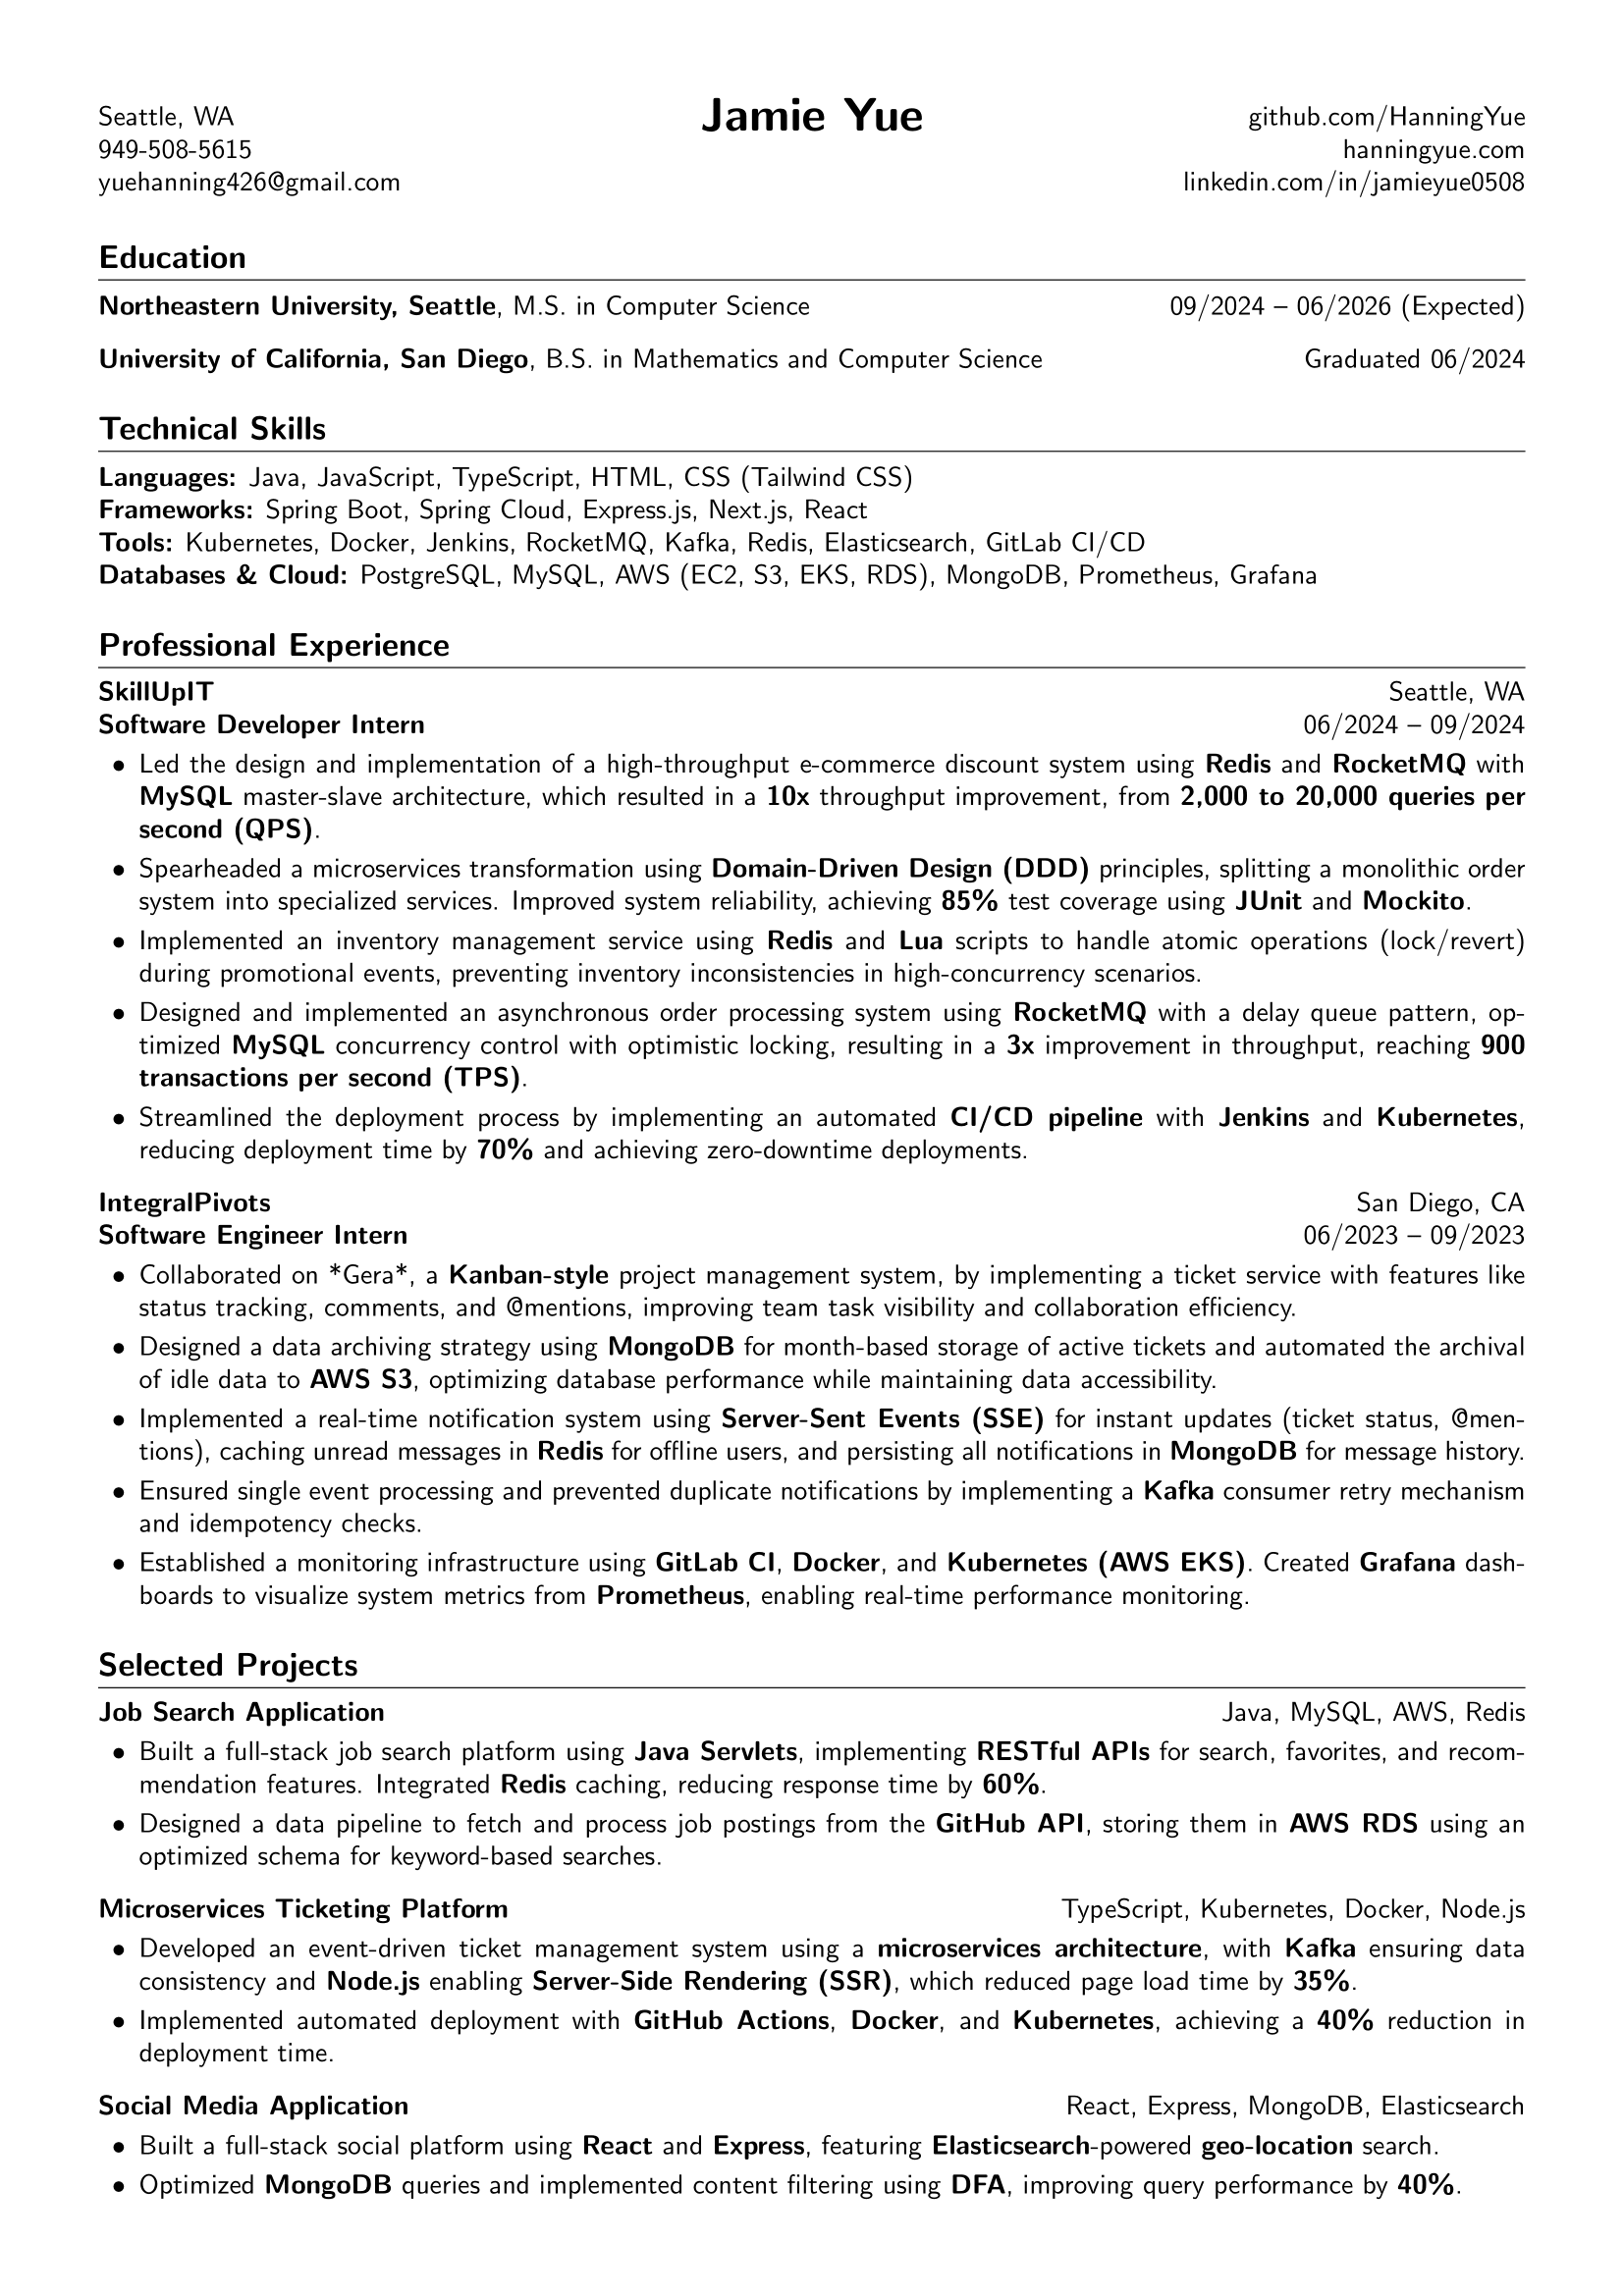 Jamie Yue
Seattle, WA
949-508-5615
yuehanning426@gmail.com
github.com/HanningYue
hanningyue.com
linkedin.com/in/jamieyue0508
Education
Northeastern University, Seattle, M.S. in Computer Science 09/2024 – 06/2026 (Expected)
University of California, San Diego, B.S. in Mathematics and Computer Science Graduated 06/2024
Technical Skills
Languages: Java, JavaScript, TypeScript, HTML, CSS (Tailwind CSS)
Frameworks: Spring Boot, Spring Cloud, Express.js, Next.js, React
Tools: Kubernetes, Docker, Jenkins, RocketMQ, Kafka, Redis, Elasticsearch, GitLab CI/CD
Databases & Cloud: PostgreSQL, MySQL, AWS (EC2, S3, EKS, RDS), MongoDB, Prometheus, Grafana
Professional Experience
SkillUpIT Seattle, WA
Software Developer Intern 06/2024 – 09/2024
• Led the design and implementation of a high-throughput e-commerce discount system using Redis and RocketMQ with
MySQL master-slave architecture, which resulted in a 10x throughput improvement, from 2,000 to 20,000 queries per
second (QPS).
• Spearheaded a microservices transformation using Domain-Driven Design (DDD) principles, splitting a monolithic order
system into specialized services. Improved system reliability, achieving 85% test coverage using JUnit and Mockito.
• Implemented an inventory management service using Redis and Lua scripts to handle atomic operations (lock/revert)
during promotional events, preventing inventory inconsistencies in high-concurrency scenarios.
• Designed and implemented an asynchronous order processing system using RocketMQ with a delay queue pattern, op-
timized MySQL concurrency control with optimistic locking, resulting in a 3x improvement in throughput, reaching 900
transactions per second (TPS).
• Streamlined the deployment process by implementing an automated CI/CD pipeline with Jenkins and Kubernetes,
reducing deployment time by 70% and achieving zero-downtime deployments.
IntegralPivots San Diego, CA
Software Engineer Intern 06/2023 – 09/2023
• Collaborated on *Gera*, a Kanban-style project management system, by implementing a ticket service with features like
status tracking, comments, and @mentions, improving team task visibility and collaboration efficiency.
• Designed a data archiving strategy using MongoDB for month-based storage of active tickets and automated the archival
of idle data to AWS S3, optimizing database performance while maintaining data accessibility.
• Implemented a real-time notification system using Server-Sent Events (SSE) for instant updates (ticket status, @men-
tions), caching unread messages in Redis for offline users, and persisting all notifications in MongoDB for message history.
• Ensured single event processing and prevented duplicate notifications by implementing a Kafka consumer retry mechanism
and idempotency checks.
• Established a monitoring infrastructure using GitLab CI, Docker, and Kubernetes (AWS EKS). Created Grafana dash-
boards to visualize system metrics from Prometheus, enabling real-time performance monitoring.
Selected Projects
Job Search Application Java, MySQL, AWS, Redis
• Built a full-stack job search platform using Java Servlets, implementing RESTful APIs for search, favorites, and recom-
mendation features. Integrated Redis caching, reducing response time by 60%.
• Designed a data pipeline to fetch and process job postings from the GitHub API, storing them in AWS RDS using an
optimized schema for keyword-based searches.
Microservices Ticketing Platform TypeScript, Kubernetes, Docker, Node.js
• Developed an event-driven ticket management system using a microservices architecture, with Kafka ensuring data
consistency and Node.js enabling Server-Side Rendering (SSR), which reduced page load time by 35%.
• Implemented automated deployment with GitHub Actions, Docker, and Kubernetes, achieving a 40% reduction in
deployment time.
Social Media Application React, Express, MongoDB, Elasticsearch
• Built a full-stack social platform using React and Express, featuring Elasticsearch-powered geo-location search.
• Optimized MongoDB queries and implemented content filtering using DFA, improving query performance by 40%.